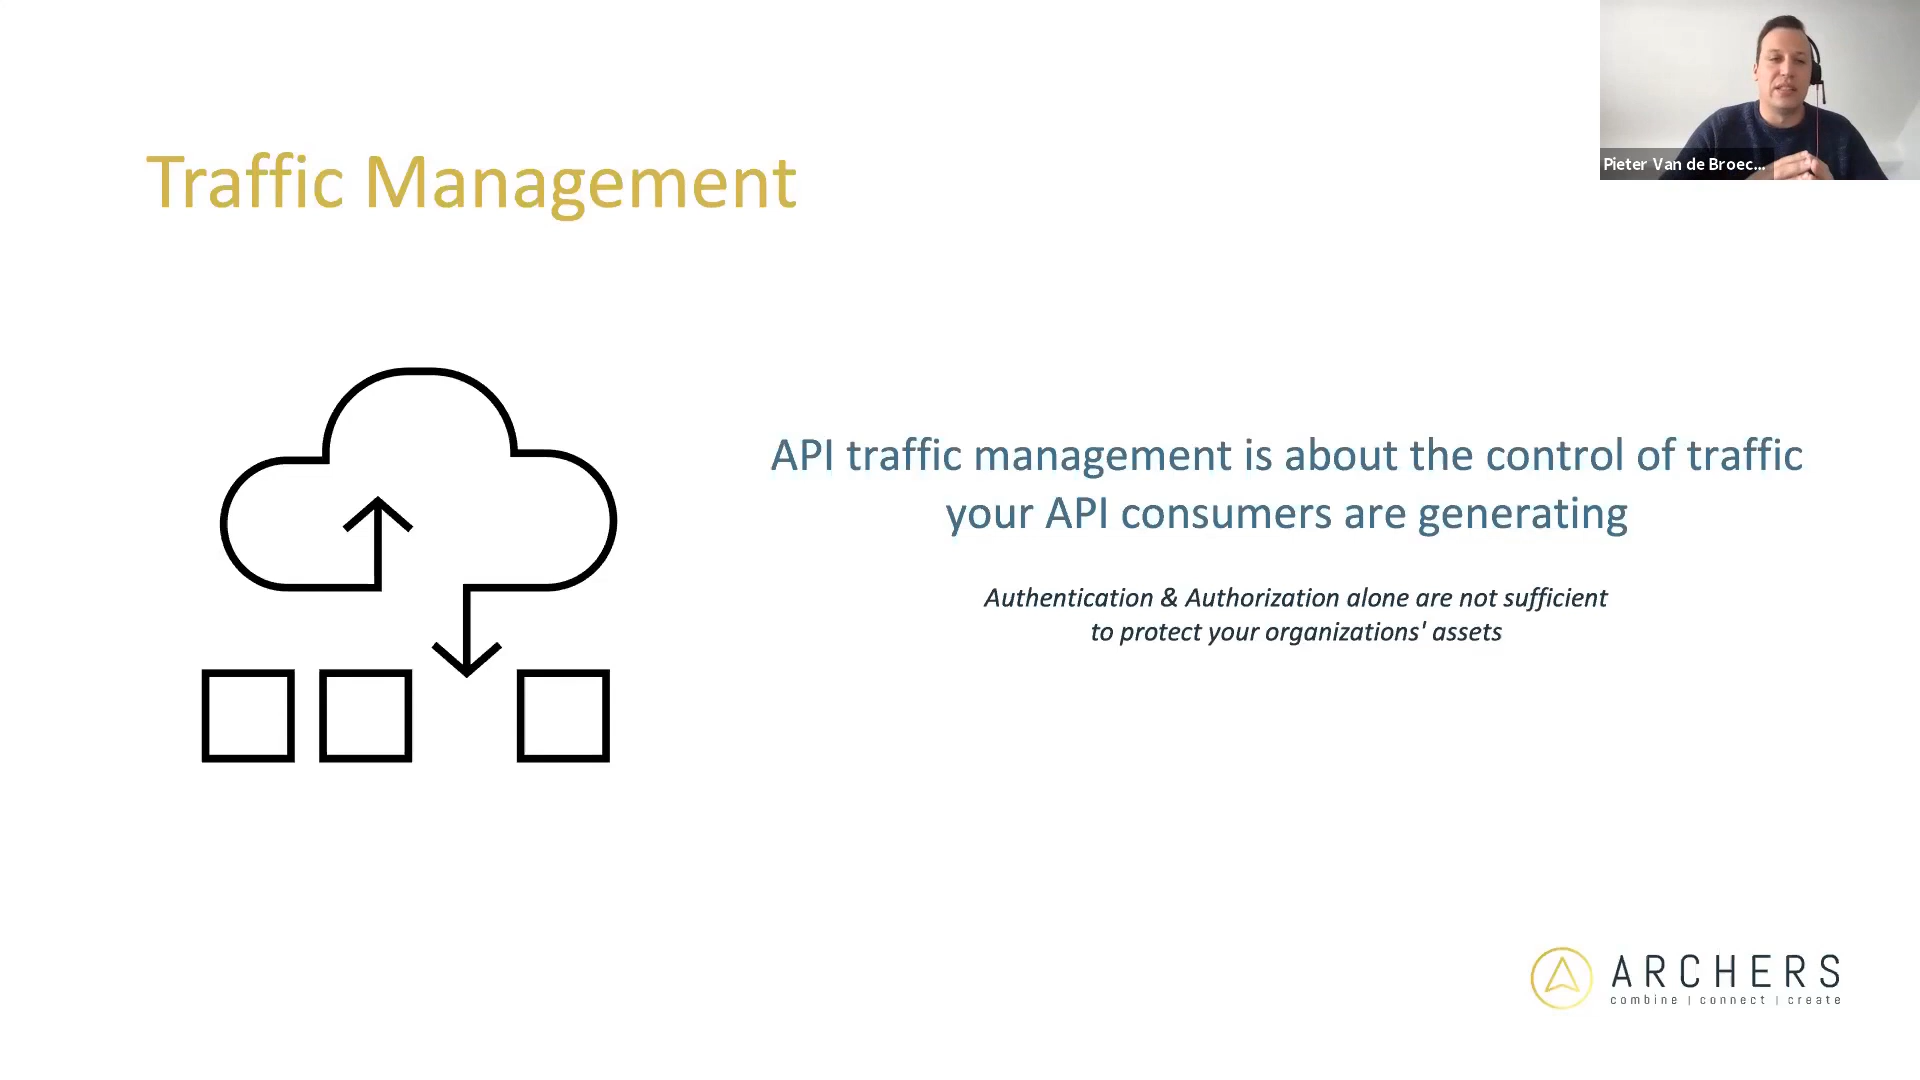 Traffic Management
Pieter Van de Broec...
API traffic management is about the control of traffic
your API consumers are generating
Authentication & Authorization alone are not sufficient
to protect your organizations' assets
ARCHERS
combine | connect | create